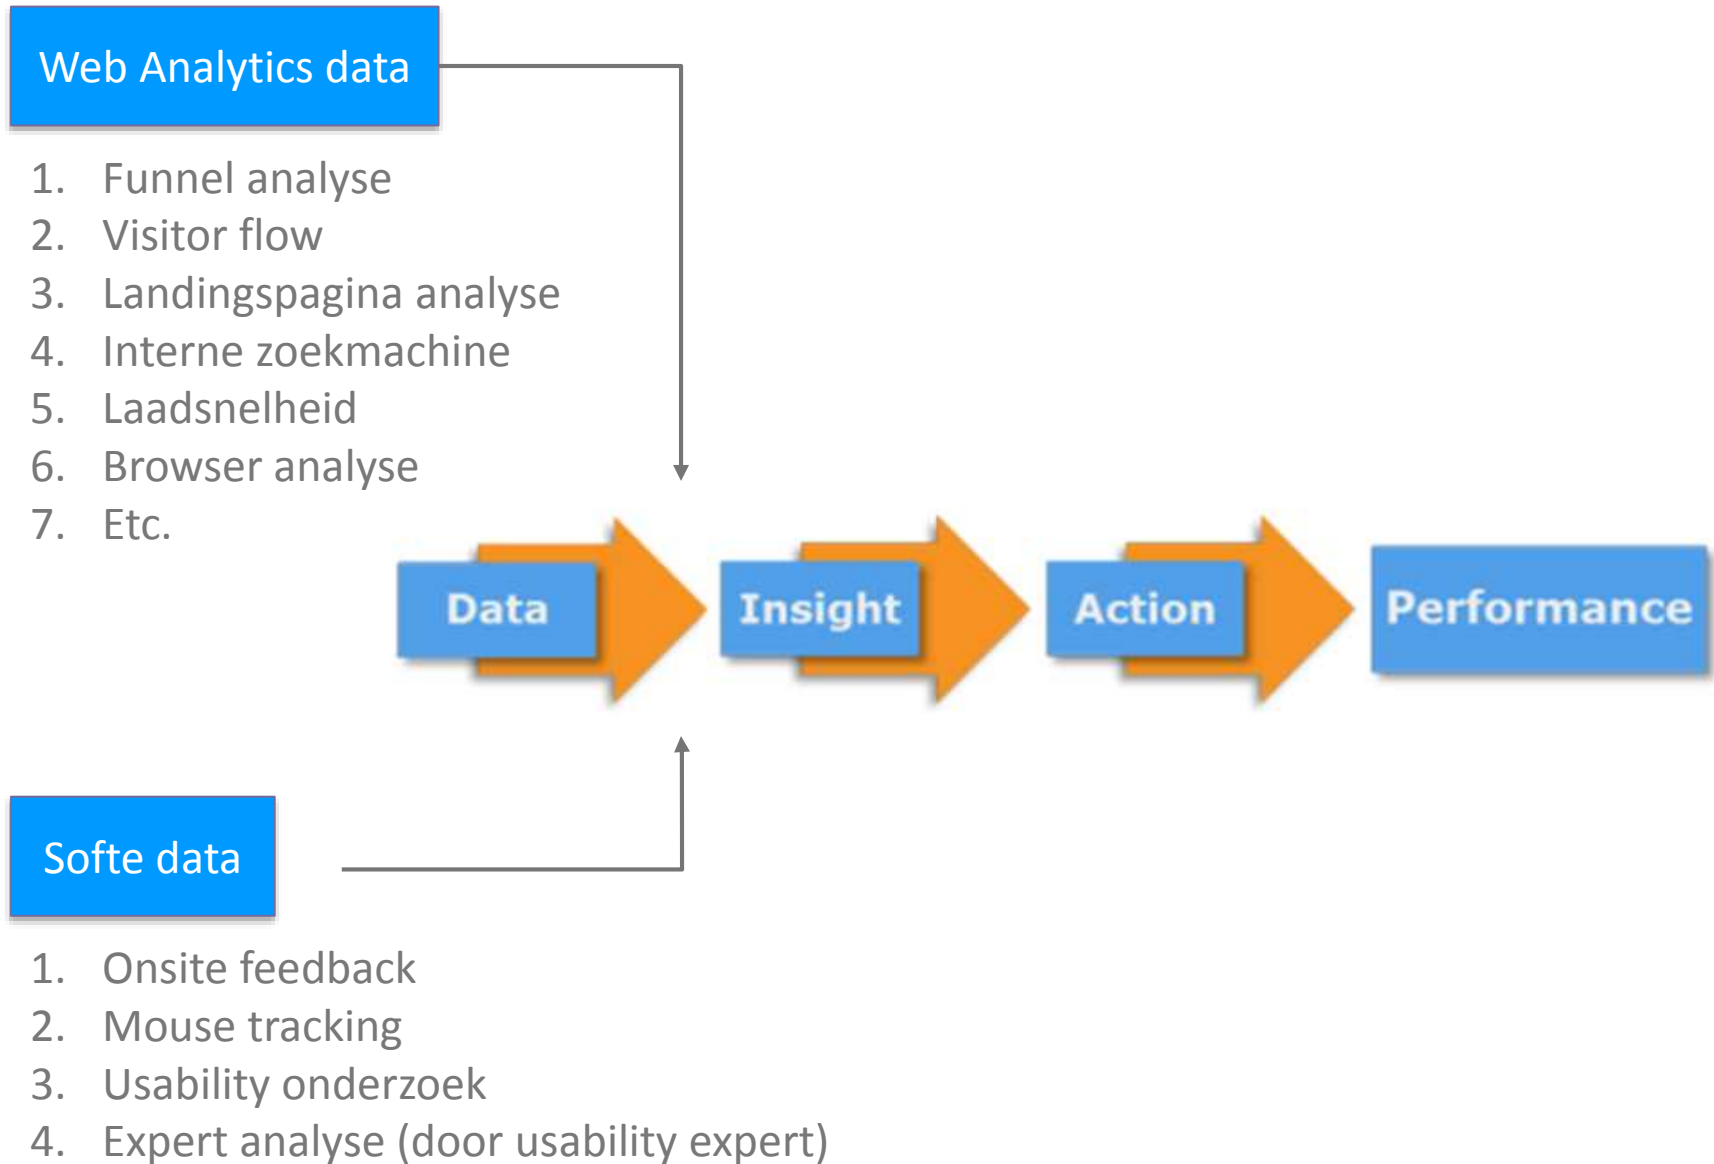 Web Analytics data
1. Funnel analyse
2. Visitor flow
3. Landingspagina analyse
4. Interne zoekmachine
5. Laadsnelheid
6. Browser analyse
7. Etc.
Data
Insight
Action
Performance
Softe data
1. Onsite feedback
2. Mouse tracking
3. Usability onderzoek
4. Expert analyse (door usability expert)